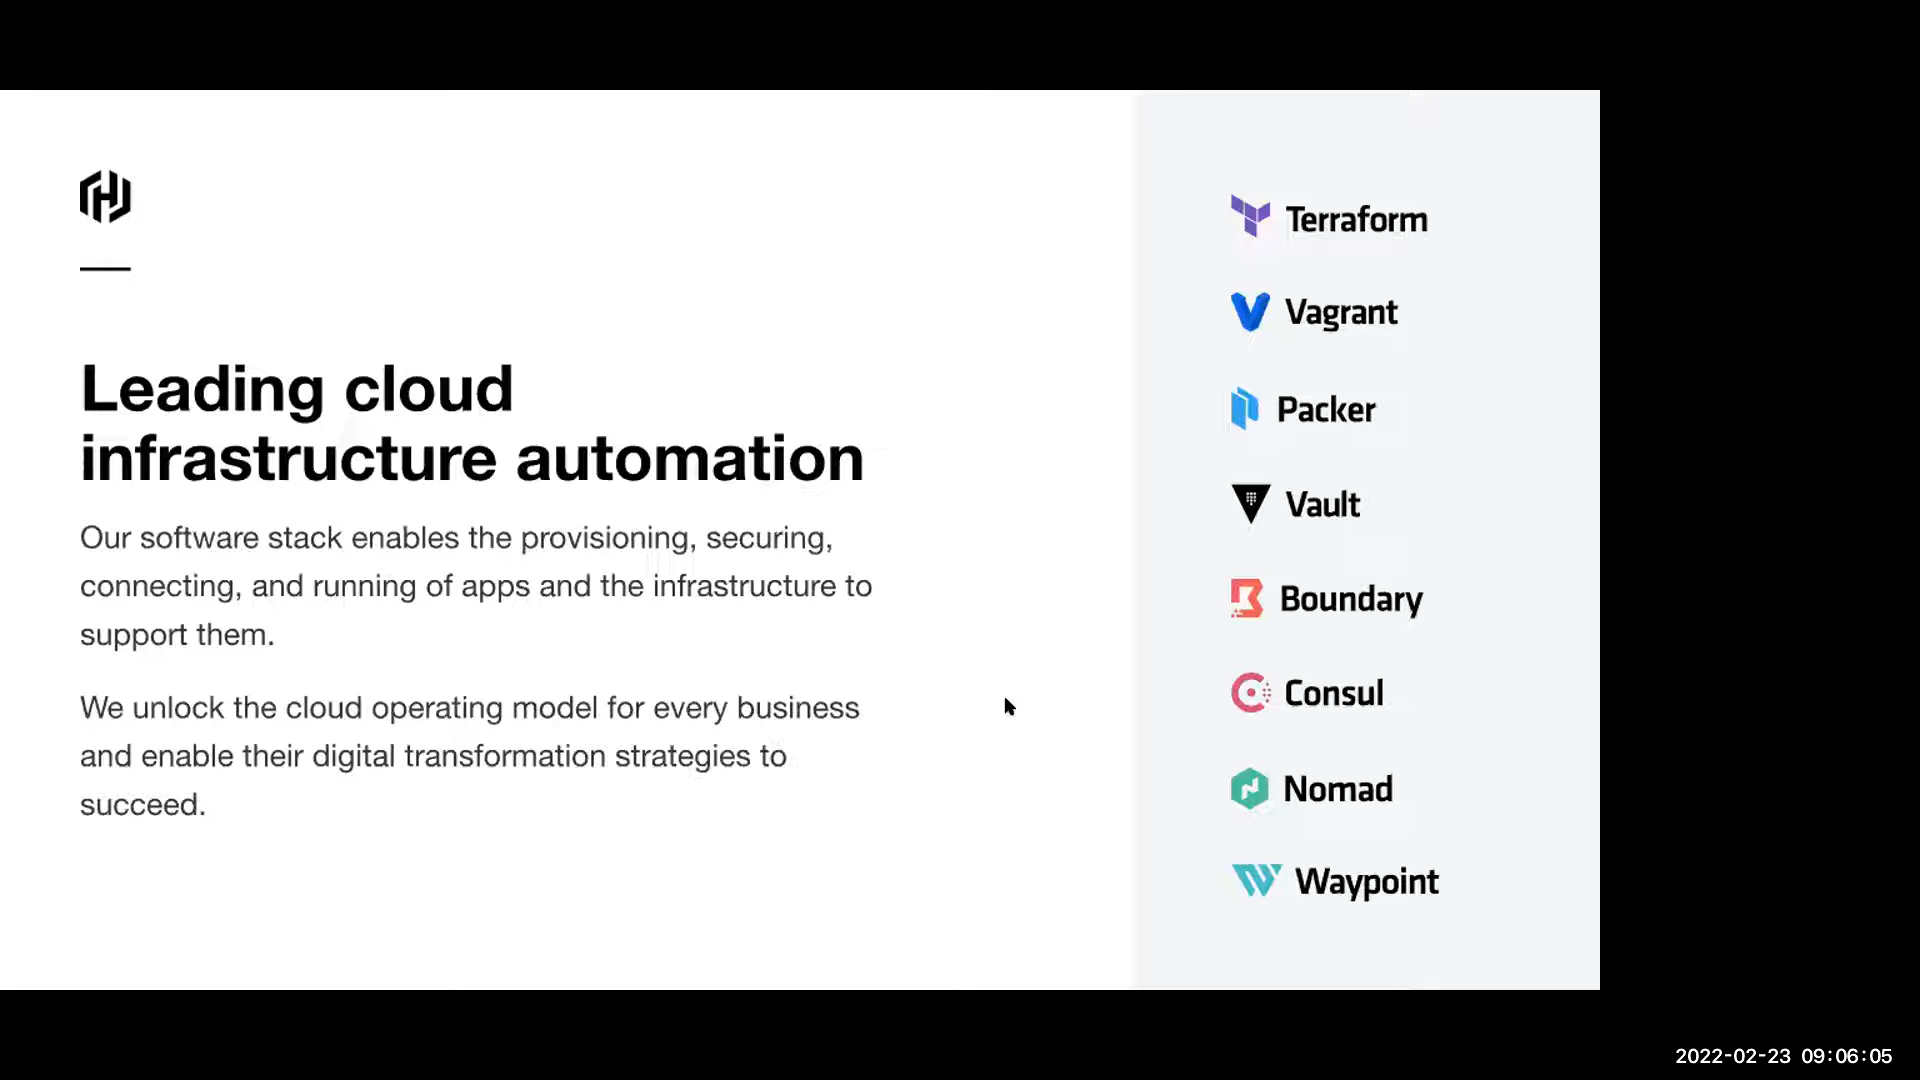 Leading cloud
infrastructure automation
Our software stack enables the provisioning, securing,
connecting, and running of apps and the infrastructure to
support them.
We unlock the cloud operating model for every business
and enable their digital transformation strategies to
succeed.
Terraform
Vagrant
Packer
Vault
Boundary
Consul
Nomad
Waypoint
2022-02-23 09:06:05